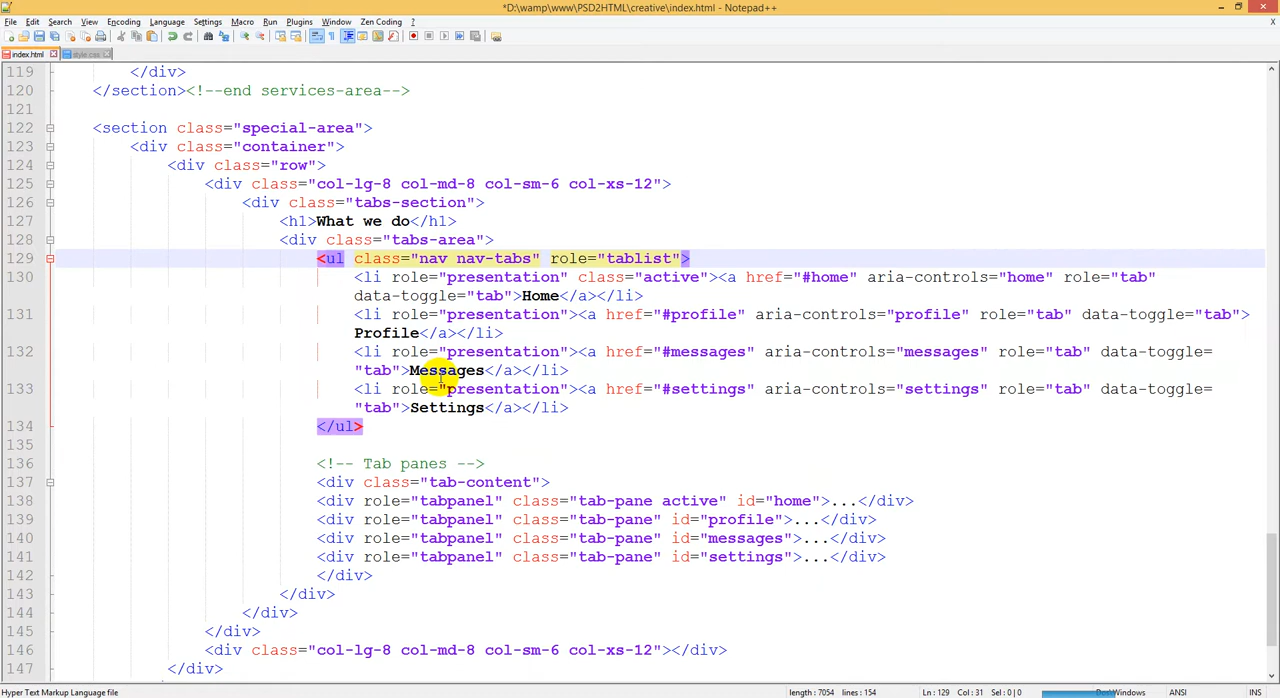 *D:\wamp\www\PSD2HTML\creative\index.html - Notepad++
File Edit Search View Encoding Language Settings Macro Run Plugins Window Zen Coding ?
index.html style.css
119 </div>
120 </section><!--end services-area-->
121
122 <section class="special-area">
123 <div class="container">
124 <div class="row">
125 <div class="col-lg-8 col-md-8 col-sm-6 col-xs-12">
126 <div class="tabs-section">
127 <h1>What we do</h1>
128 <div class="tabs-area">
129 <ul class="nav nav-tabs" role="tablist">
130 <li role="presentation" class="active"><a href="#home" aria-controls="home" role="tab"
data-toggle="tab">Home</a></li>
131 <li role="presentation"><a href="#profile" aria-controls="profile" role="tab" data-toggle="tab">
Profile</a></li>
132 <li role="presentation"><a href="#messages" aria-controls="messages" role="tab" data-toggle=
"tab">Messages</a></li>
133 <li role="presentation"><a href="#settings" aria-controls="settings" role="tab" data-toggle=
"tab">Settings</a></li>
134 </ul>
135
136 <!-- Tab panes -->
137 <div class="tab-content">
138 <div role="tabpanel" class="tab-pane active" id="home">...</div>
139 <div role="tabpanel" class="tab-pane" id="profile">...</div>
140 <div role="tabpanel" class="tab-pane" id="messages">...</div>
141 <div role="tabpanel" class="tab-pane" id="settings">...</div>
142 </div>
143 </div>
144 </div>
145 </div>
146 <div class="col-lg-8 col-md-8 col-sm-6 col-xs-12"></div>
147 </div>
Hyper Text Markup Language file length : 7054 lines : 154 Ln : 129 Col : 31 Sel : 0 | 0 Dos\Windows ANSI INS